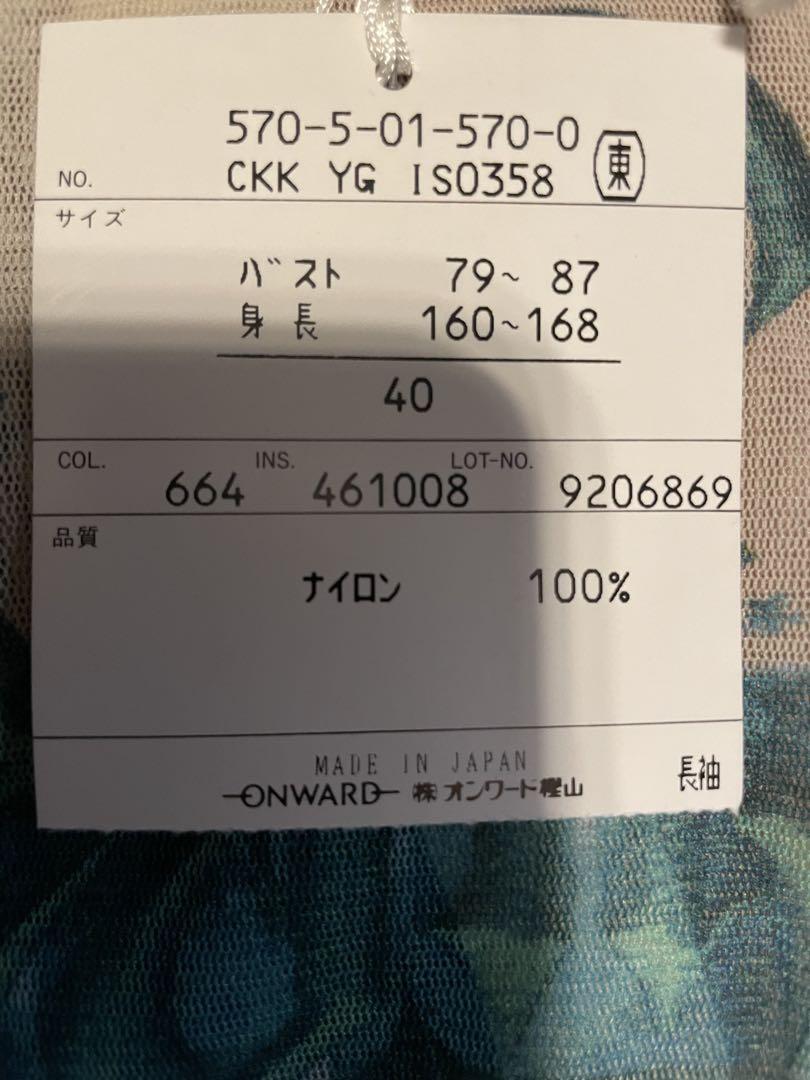 570-5-01-570-0 東
NO. CKK YG IS0358
サイズ
バスト 79~ 87
身長 160~168
40
COL. 664 INS. 461008 LOT-NO. 9206869
品質
ナイロン 100%
MADE IN JAPAN
ONWARD ㈱オンワード樫山 長袖